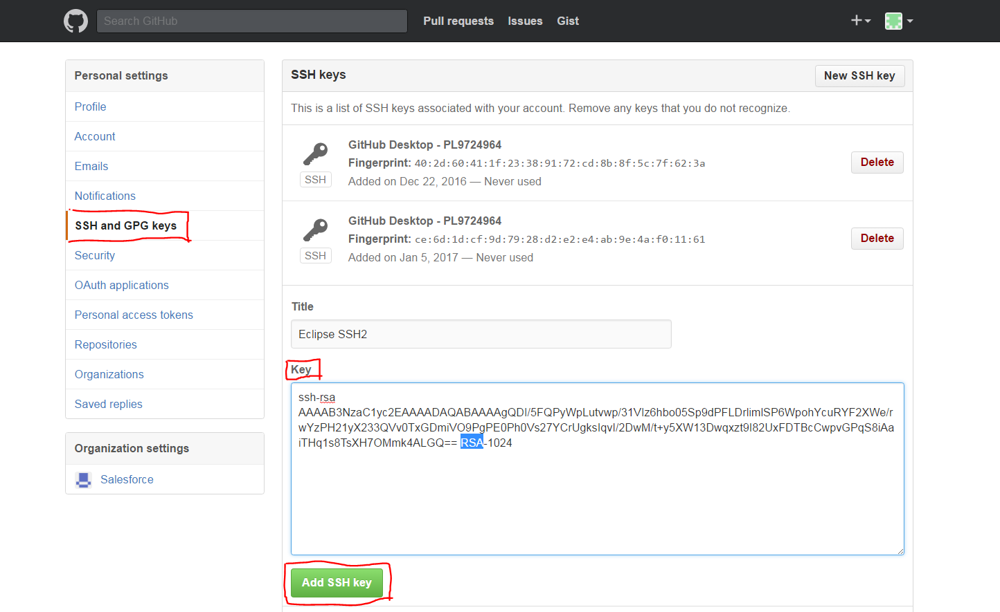 Search GitHub
Pull requests
Issues
Gist
Personal settings
Profile
Account
Emails
Notifications
SSH and GPG keys
Security
OAuth applications
Personal access tokens
Repositories
Organizations
Saved replies
Organization settings
Salesforce
SSH keys
New SSH key
This is a list of SSH keys associated with your account. Remove any keys that you do not recognize.
GitHub Desktop - PL9724964
Fingerprint: 40:2d:60:41:1f:23:38:91:72:cd:8b:8f:5c:7f:62:3a
SSH
Added on Dec 22, 2016 — Never used
Delete
GitHub Desktop - PL9724964
Fingerprint: ce:6d:1d:cf:9d:79:28:d2:e2:e4:ab:9e:4a:f0:11:61
SSH
Added on Jan 5, 2017 — Never used
Delete
Title
Eclipse SSH2
Key
ssh-rsa
AAAAB3NzaC1yc2EAAAADAQABAAAAgQDI/5FQPyWpLutvwp/31VIz6hbo05Sp9dPFLDrlimlSP6WpohYcuRYF2XWe/r
wYzPH21yX233QVv0TxGDmiVO9PgPE0Ph0Vs27YCrUgksIqvI/2DwM/t+y5XW13Dwqxzt9I82UxFDTBcCwpvGPqS8iAa
iTHq1s8TsXH7OMmk4ALGQ== RSA-1024
Add SSH key